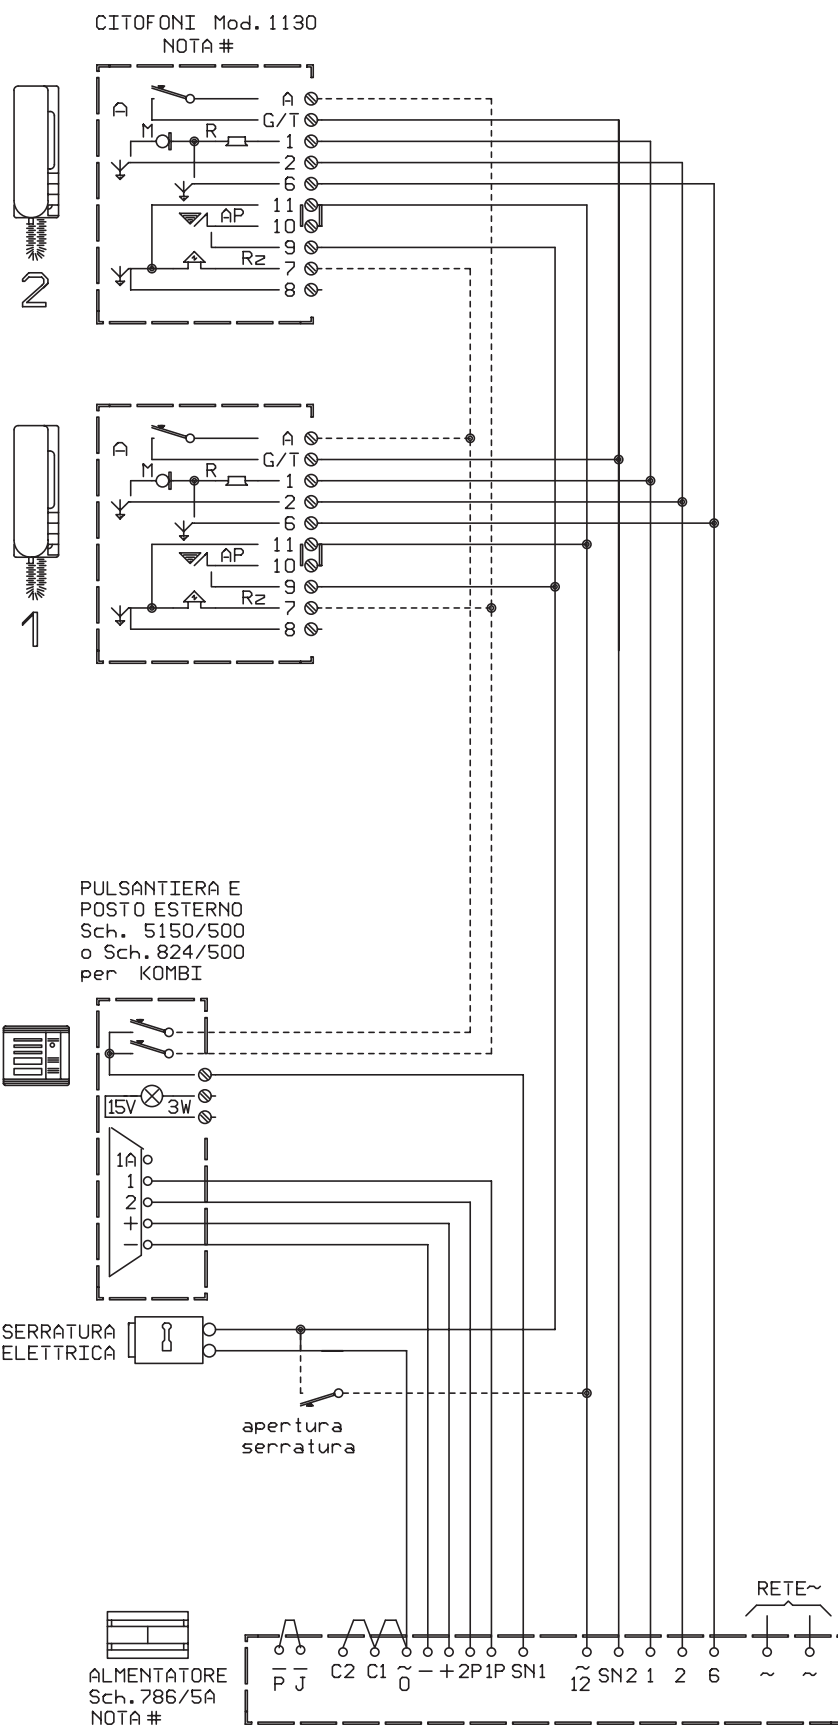 CITOFONI Mod. 1130
NOTA #
A
A
G/T
M
R
1
2
6
11
AP
10
9
Rz
7
8
2
A
A
G/T
M
R
1
2
6
11
AP
10
9
Rz
7
8
1
PULSANTIERA E
POSTO ESTERNO
Sch. 5150/500
o Sch. 824/500
per KOMBI
15V 3W
1A
1
2
+
−
SERRATURA
ELETTRICA
apertura
serratura
RETE~
P J C2 C1 ~0 − + 2P 1P SN1 ~12 SN2 1 2 6 ~ ~
ALMENTATORE
Sch. 786/5A
NOTA #